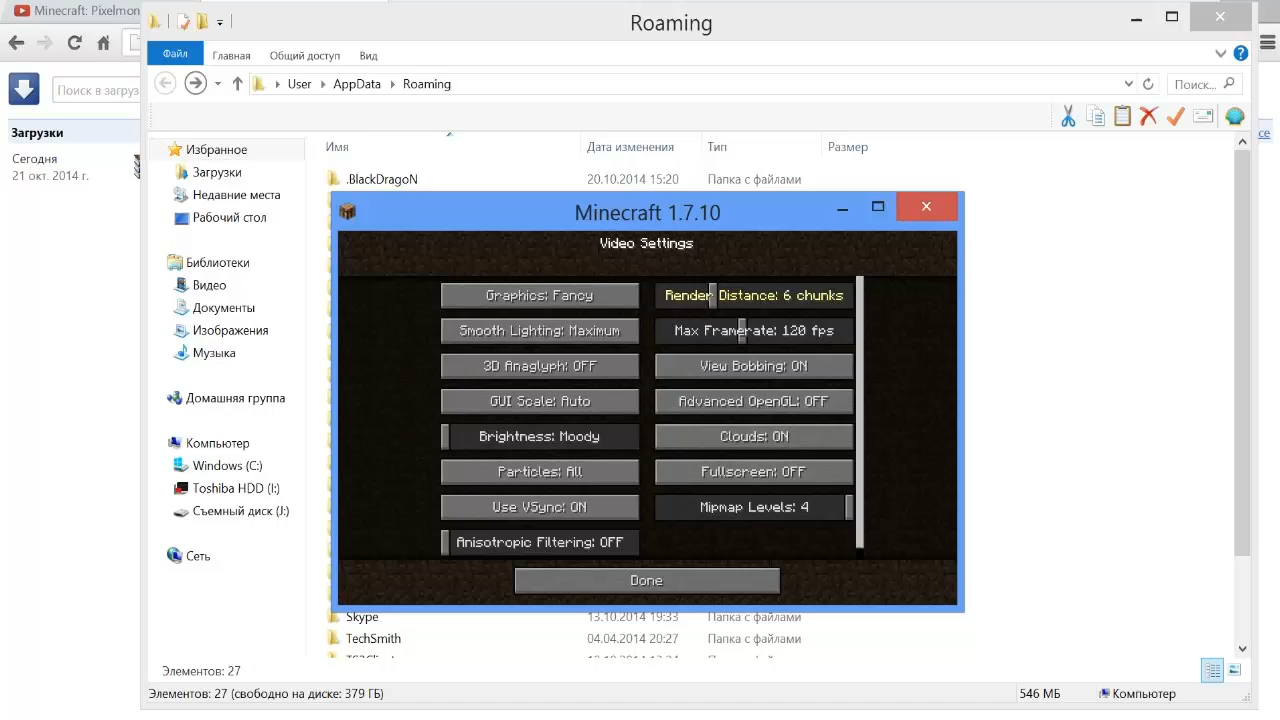 Minecraft: Pixelmon
Roaming
Файл
Главная
Общий доступ
Вид
User
AppData
Roaming
Поиск...
Поиск в загруз
Загрузки
Сегодня
21 окт. 2014 г.
се
Избранное
Загрузки
Недавние места
Рабочий стол
Библиотеки
Видео
Документы
Изображения
Музыка
Домашняя группа
Компьютер
Windows (C:)
Toshiba HDD (I:)
Съемный диск (J:)
Сеть
Имя
Дата изменения
Тип
Размер
.BlackDragoN
20.10.2014 15:20
Папка с файлами
Minecraft 1.7.10
Video Settings
Graphics: Fancy
Render Distance: 6 chunks
Smooth Lighting: Maximum
Max Framerate: 120 fps
3D Anaglyph: OFF
View Bobbing: ON
GUI Scale: Auto
Advanced OpenGL: OFF
Brightness: Moody
Clouds: ON
Particles: All
Fullscreen: OFF
Use VSync: ON
Mipmap Levels: 4
Anisotropic Filtering: OFF
Done
Skype
13.10.2014 19:33
Папка с файлами
TechSmith
04.04.2014 20:27
Папка с файлами
Элементов: 27
Элементов: 27 (свободно на диске: 379 ГБ)
546 МБ
Компьютер